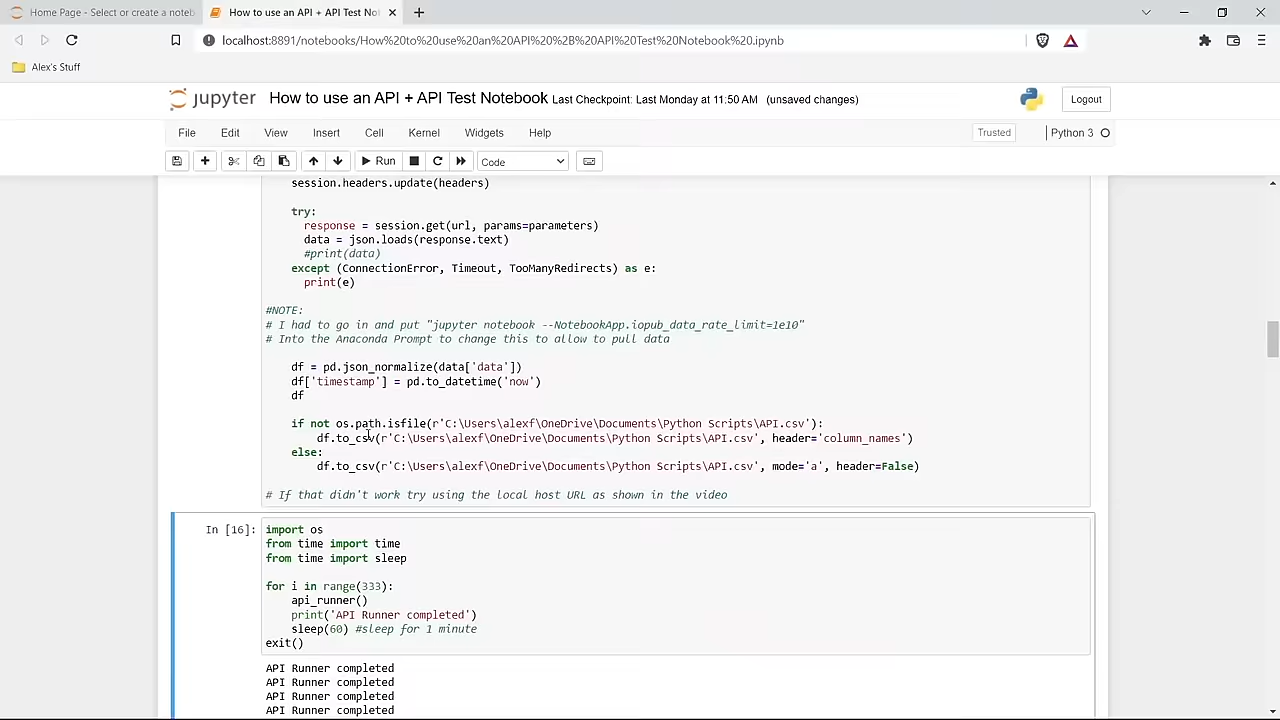 Home Page - Select or create a noteb
How to use an API + API Test No
localhost:8891/notebooks/How%20to%20use%20an%20API%20%2B%20API%20Test%20Notebook%20.ipynb
Alex's Stuff
jupyter How to use an API + API Test Notebook Last Checkpoint: Last Monday at 11:50 AM (unsaved changes)
Logout
File Edit View Insert Cell Kernel Widgets Help
Trusted
Python 3
Run
Code
session.headers.update(headers)
try:
response = session.get(url, params=parameters)
data = json.loads(response.text)
#print(data)
except (ConnectionError, Timeout, TooManyRedirects) as e:
print(e)
#NOTE:
# I had to go in and put "jupyter notebook --NotebookApp.iopub_data_rate_limit=1e10"
# Into the Anaconda Prompt to change this to allow to pull data
df = pd.json_normalize(data['data'])
df['timestamp'] = pd.to_datetime('now')
df
if not os.path.isfile(r'C:\Users\alexf\OneDrive\Documents\Python Scripts\API.csv'):
df.to_csv(r'C:\Users\alexf\OneDrive\Documents\Python Scripts\API.csv', header='column_names')
else:
df.to_csv(r'C:\Users\alexf\OneDrive\Documents\Python Scripts\API.csv', mode='a', header=False)
# If that didn't work try using the local host URL as shown in the video
In [16]:
import os
from time import time
from time import sleep
for i in range(333):
api_runner()
print('API Runner completed')
sleep(60) #sleep for 1 minute
exit()
API Runner completed
API Runner completed
API Runner completed
API Runner completed